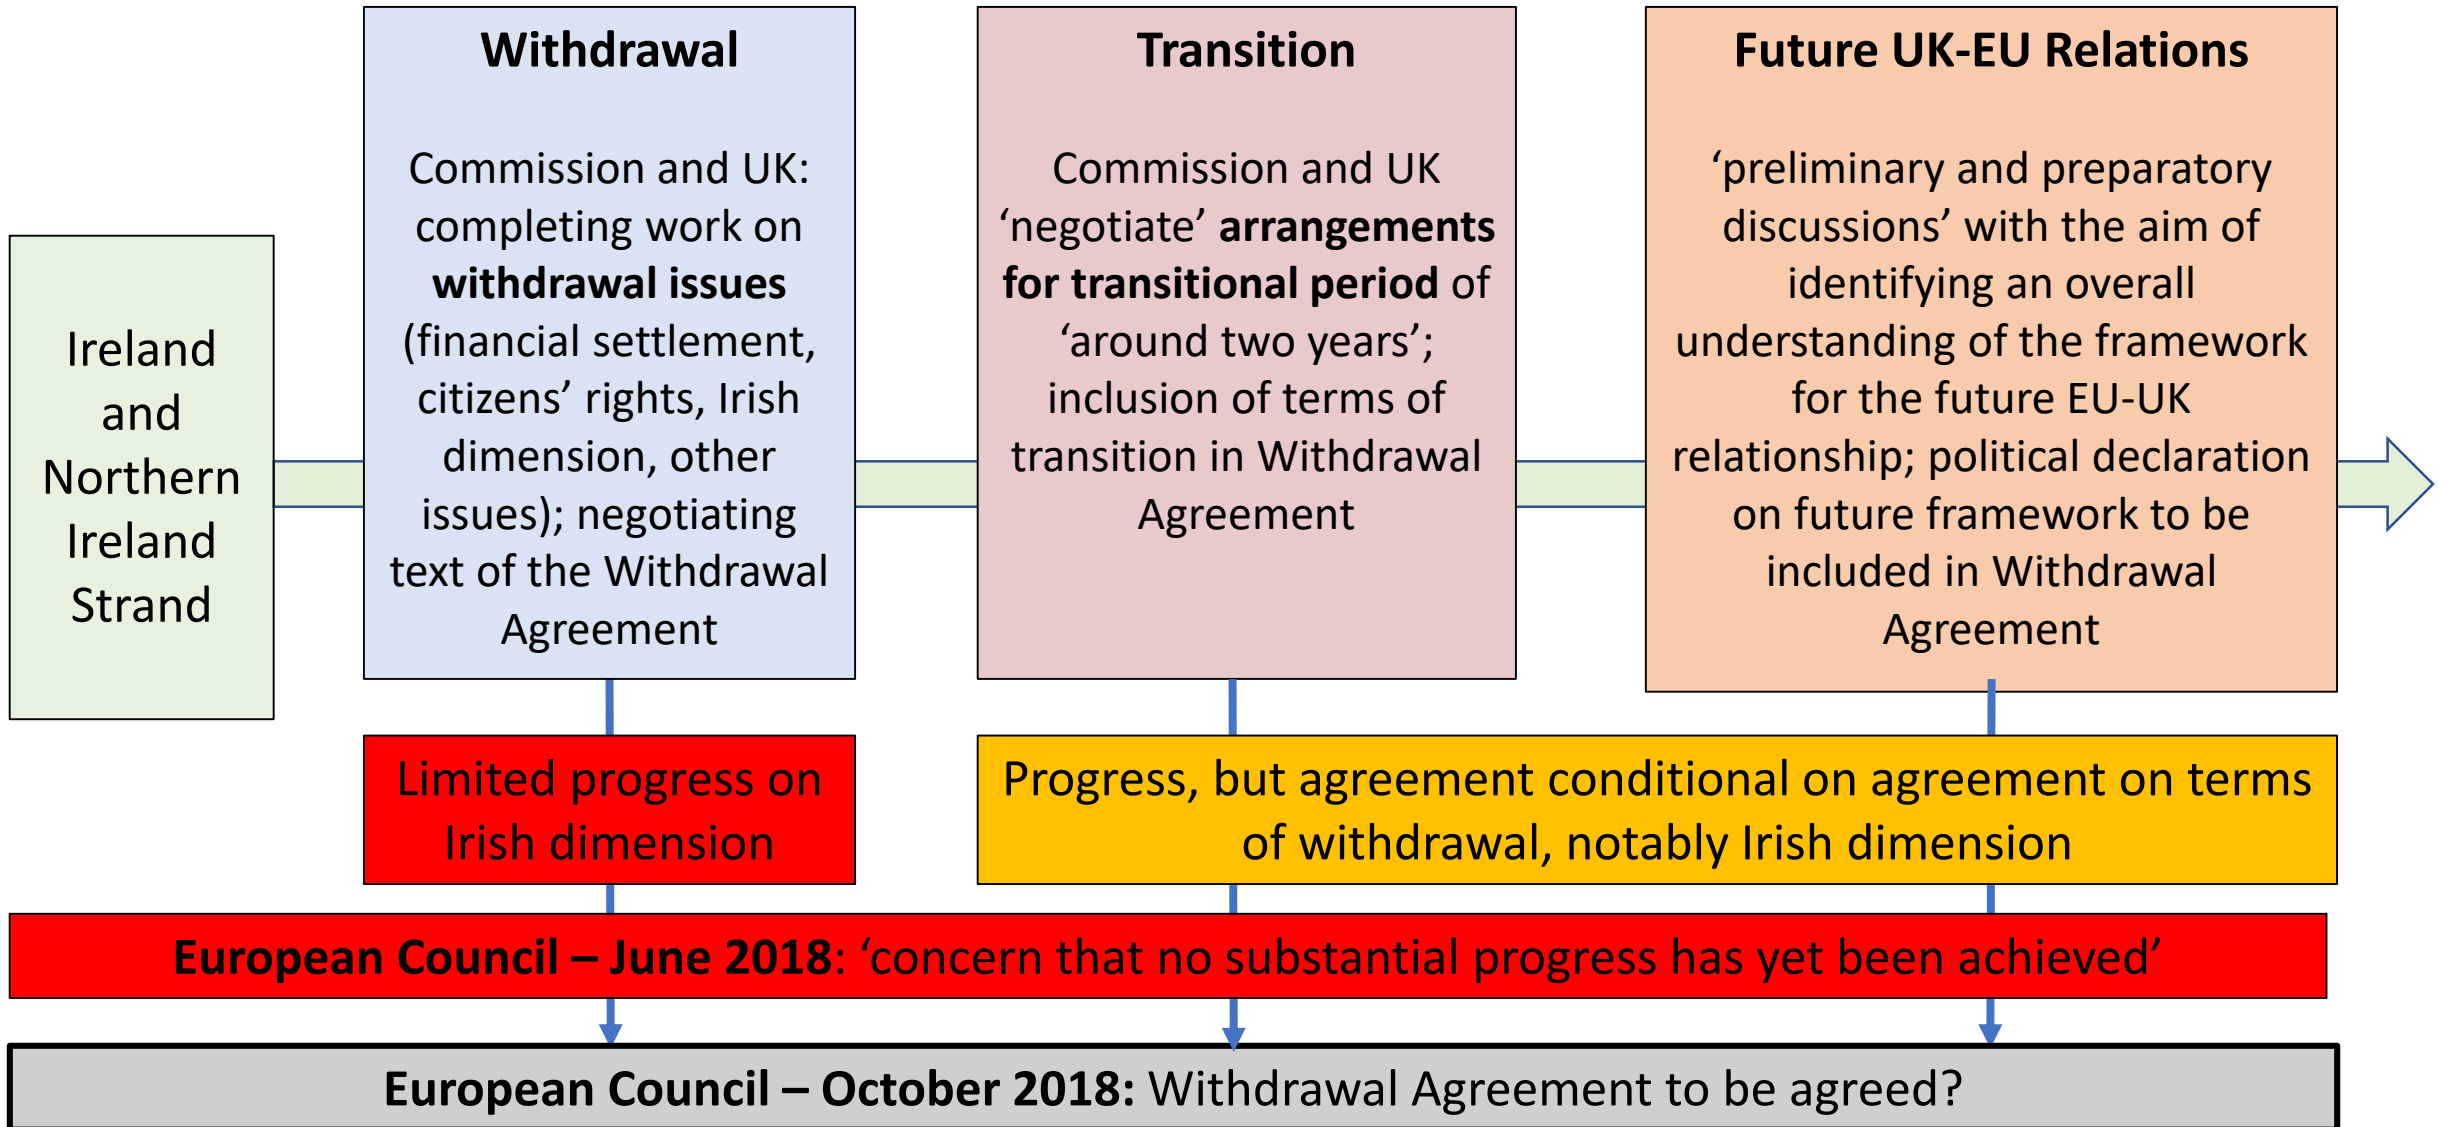 Ireland
and
Northern
Ireland
Strand
Withdrawal
Commission and UK:
completing work on
withdrawal issues
(financial settlement,
citizens’ rights, Irish
dimension, other
issues); negotiating
text of the Withdrawal
Agreement
Transition
Commission and UK
‘negotiate’ arrangements
for transitional period of
‘around two years’;
inclusion of terms of
transition in Withdrawal
Agreement
Future UK-EU Relations
‘preliminary and preparatory
discussions’ with the aim of
identifying an overall
understanding of the framework
for the future EU-UK
relationship; political declaration
on future framework to be
included in Withdrawal
Agreement
Limited progress on
Irish dimension
Progress, but agreement conditional on agreement on terms
of withdrawal, notably Irish dimension
European Council – June 2018: ‘concern that no substantial progress has yet been achieved’
European Council – October 2018: Withdrawal Agreement to be agreed?